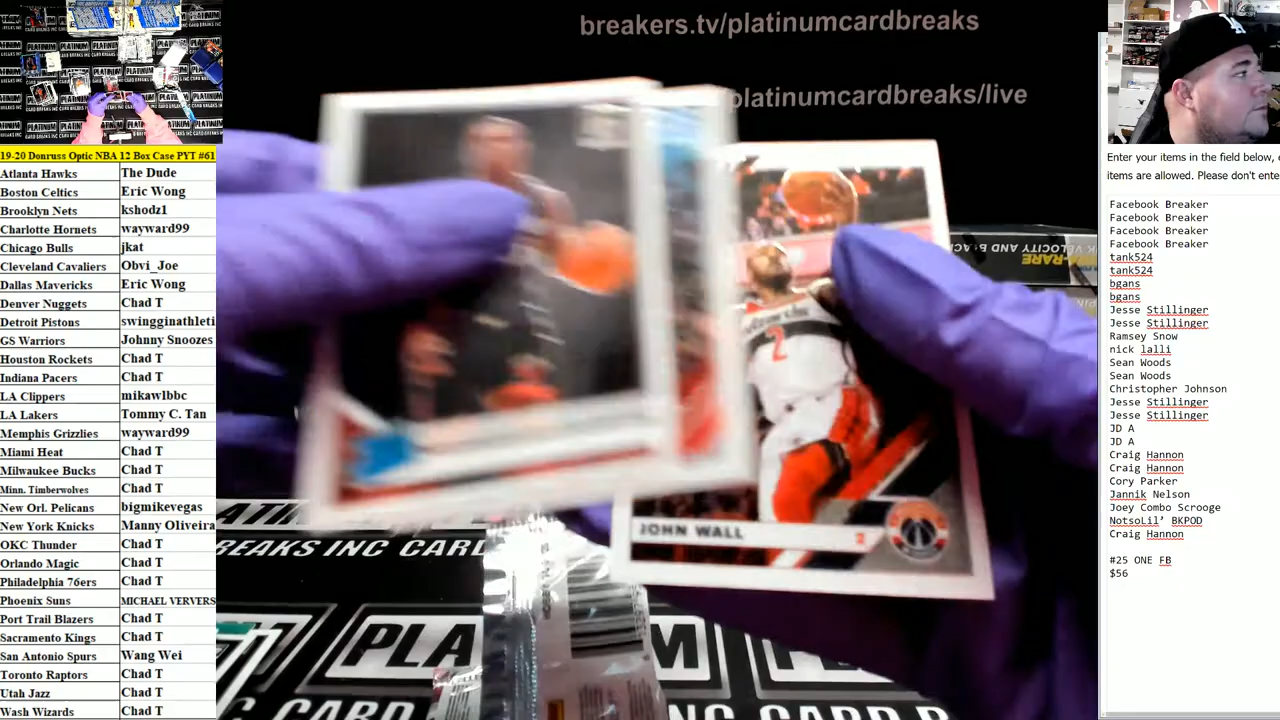 breakers.tv/platinumcardbreaks
platinumcardbreaks/live
19-20 Donruss Optic NBA 12 Box Case PYT #61
Atlanta Hawks The Dude
Boston Celtics Eric Wong
Brooklyn Nets kshodz1
Charlotte Hornets wayward99
Chicago Bulls jkat
Cleveland Cavaliers Obvi_Joe
Dallas Mavericks Eric Wong
Denver Nuggets Chad T
Detroit Pistons swingginathleti
GS Warriors Johnny Snoozes
Houston Rockets Chad T
Indiana Pacers Chad T
LA Clippers mikawlbbc
LA Lakers Tommy C. Tan
Memphis Grizzlies wayward99
Miami Heat Chad T
Milwaukee Bucks Chad T
Minn. Timberwolves Chad T
New Orl. Pelicans bigmikevegas
New York Knicks Manny Oliveira
OKC Thunder Chad T
Orlando Magic Chad T
Philadelphia 76ers Chad T
Phoenix Suns MICHAEL VERVERS
Port Trail Blazers Chad T
Sacramento Kings Chad T
San Antonio Spurs Wang Wei
Toronto Raptors Chad T
Utah Jazz Chad T
Wash Wizards Chad T
JOHN WALL 2
2
BREAKS INC CARD
PLA
Enter your items in the field below,
items are allowed. Please don't ente
Facebook Breaker
Facebook Breaker
Facebook Breaker
Facebook Breaker
tank524
tank524
bgans
bgans
Jesse Stillinger
Jesse Stillinger
Ramsey Snow
nick lalli
Sean Woods
Sean Woods
Christopher Johnson
Jesse Stillinger
Jesse Stillinger
JD A
JD A
Craig Hannon
Craig Hannon
Cory Parker
Jannik Nelson
Joey Combo Scrooge
NotsoLil' BKPOD
Craig Hannon
#25 ONE FB
$56